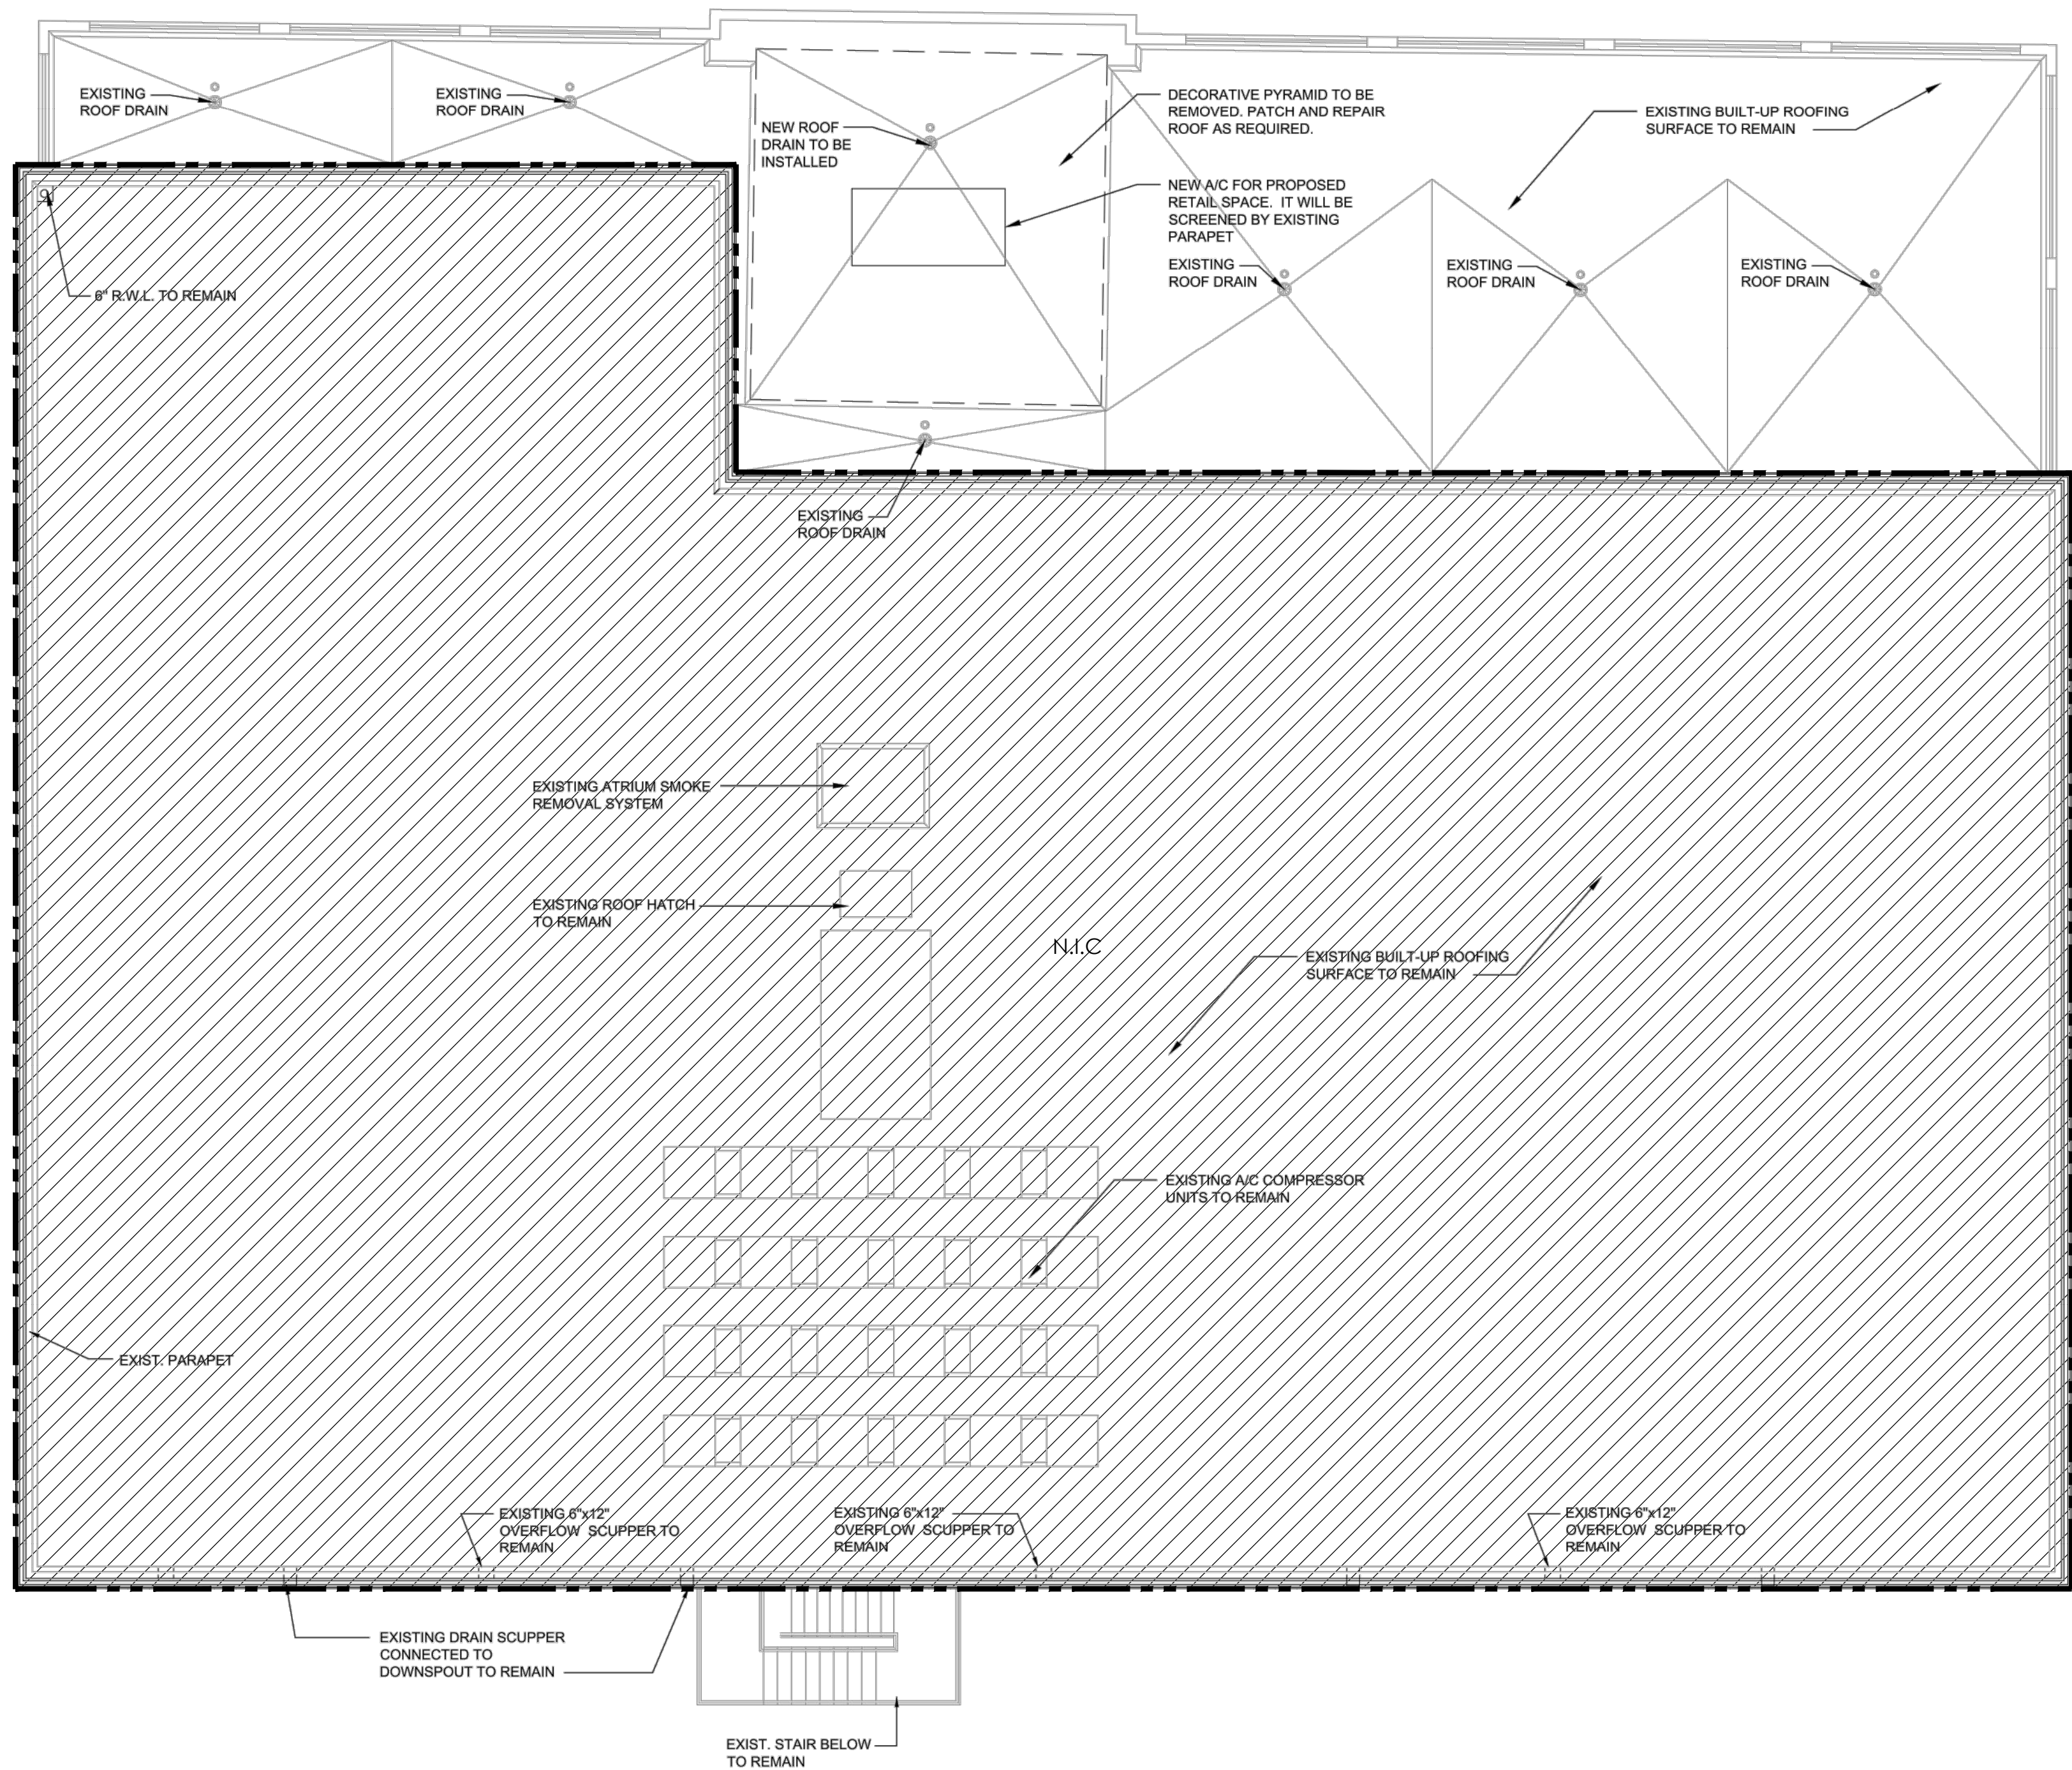 EXISTING
ROOF DRAIN
EXISTING
ROOF DRAIN
NEW ROOF
DRAIN TO BE
INSTALLED
DECORATIVE PYRAMID TO BE
REMOVED. PATCH AND REPAIR
ROOF AS REQUIRED.
EXISTING BUILT-UP ROOFING
SURFACE TO REMAIN
NEW A/C FOR PROPOSED
RETAIL SPACE. IT WILL BE
SCREENED BY EXISTING
PARAPET
EXISTING
ROOF DRAIN
EXISTING
ROOF DRAIN
EXISTING
ROOF DRAIN
6" R.W.L. TO REMAIN
EXISTING
ROOF DRAIN
EXISTING ATRIUM SMOKE
REMOVAL SYSTEM
EXISTING ROOF HATCH
TO REMAIN
N.I.C
EXISTING BUILT-UP ROOFING
SURFACE TO REMAIN
EXISTING A/C COMPRESSOR
UNITS TO REMAIN
EXIST. PARAPET
EXISTING 6"x12"
OVERFLOW SCUPPER TO
REMAIN
EXISTING 6"x12"
OVERFLOW SCUPPER TO
REMAIN
EXISTING 6"x12"
OVERFLOW SCUPPER TO
REMAIN
EXISTING DRAIN SCUPPER
CONNECTED TO
DOWNSPOUT TO REMAIN
EXIST. STAIR BELOW
TO REMAIN